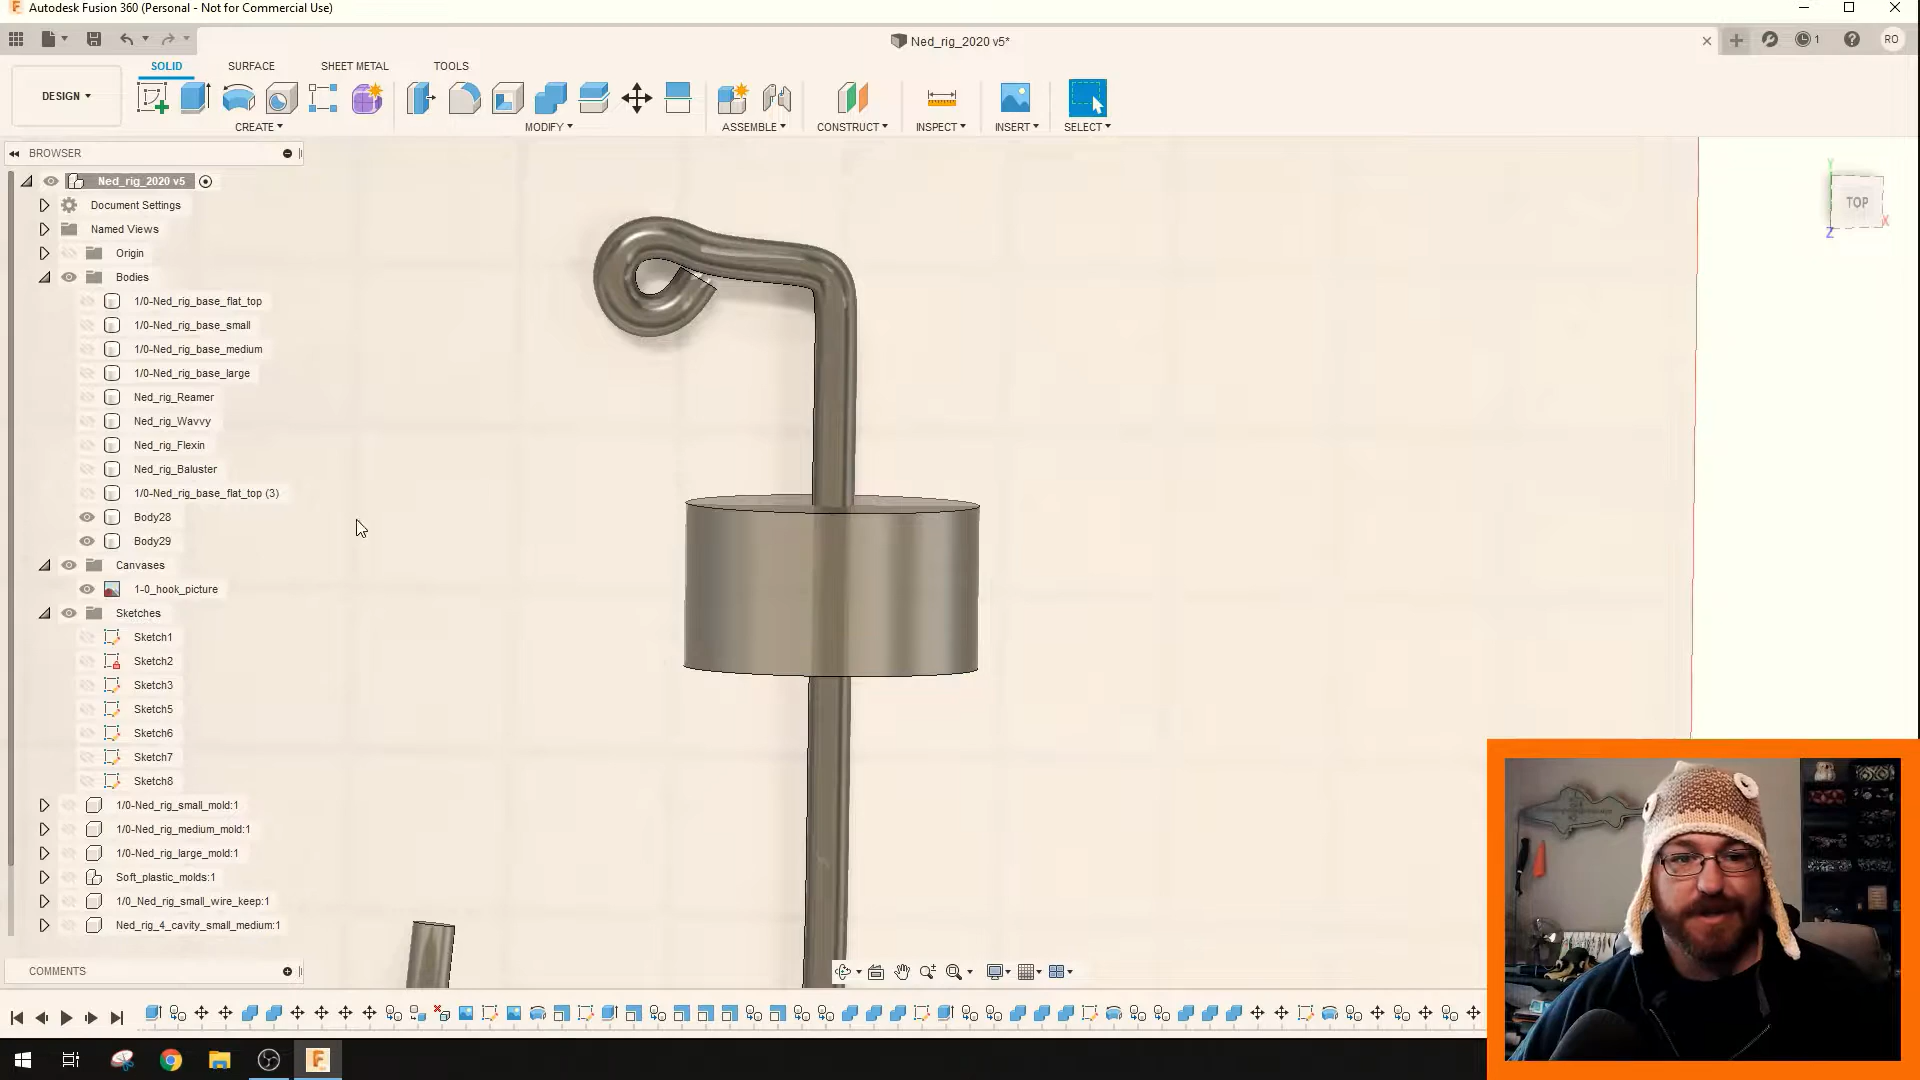 Autodesk Fusion 360 (Personal - Not for Commercial Use)
Ned_rig_2020 v5*
1
RO
SOLID
SURFACE
SHEET METAL
TOOLS
DESIGN
CREATE
MODIFY
ASSEMBLE
CONSTRUCT
INSPECT
INSERT
SELECT
BROWSER
Ned_rig_2020 v5
Document Settings
Named Views
Origin
Bodies
1/0-Ned_rig_base_flat_top
1/0-Ned_rig_base_small
1/0-Ned_rig_base_medium
1/0-Ned_rig_base_large
Ned_rig_Reamer
Ned_rig_Wavvy
Ned_rig_Flexin
Ned_rig_Baluster
1/0-Ned_rig_base_flat_top (3)
Body28
Body29
Canvases
1-0_hook_picture
Sketches
Sketch1
Sketch2
Sketch3
Sketch5
Sketch6
Sketch7
Sketch8
1/0-Ned_rig_small_mold:1
1/0-Ned_rig_medium_mold:1
1/0-Ned_rig_large_mold:1
Soft_plastic_molds:1
1/0_Ned_rig_small_wire_keep:1
Ned_rig_4_cavity_small_medium:1
COMMENTS
Y
TOP
X
Z